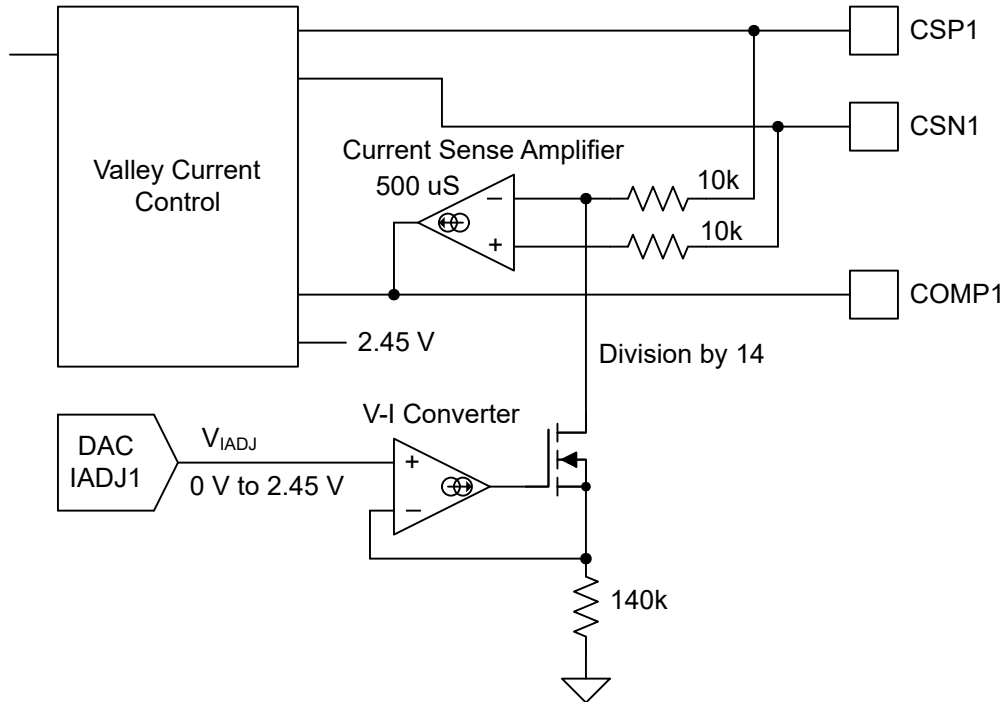 CSP1
CSN1
Valley Current
Control
Current Sense Amplifier
500 uS
10k
−
10k
+
COMP1
2.45 V
Division by 14
V-I Converter
DAC
IADJ1
VIADJ
0 V to 2.45 V
+
−
140k